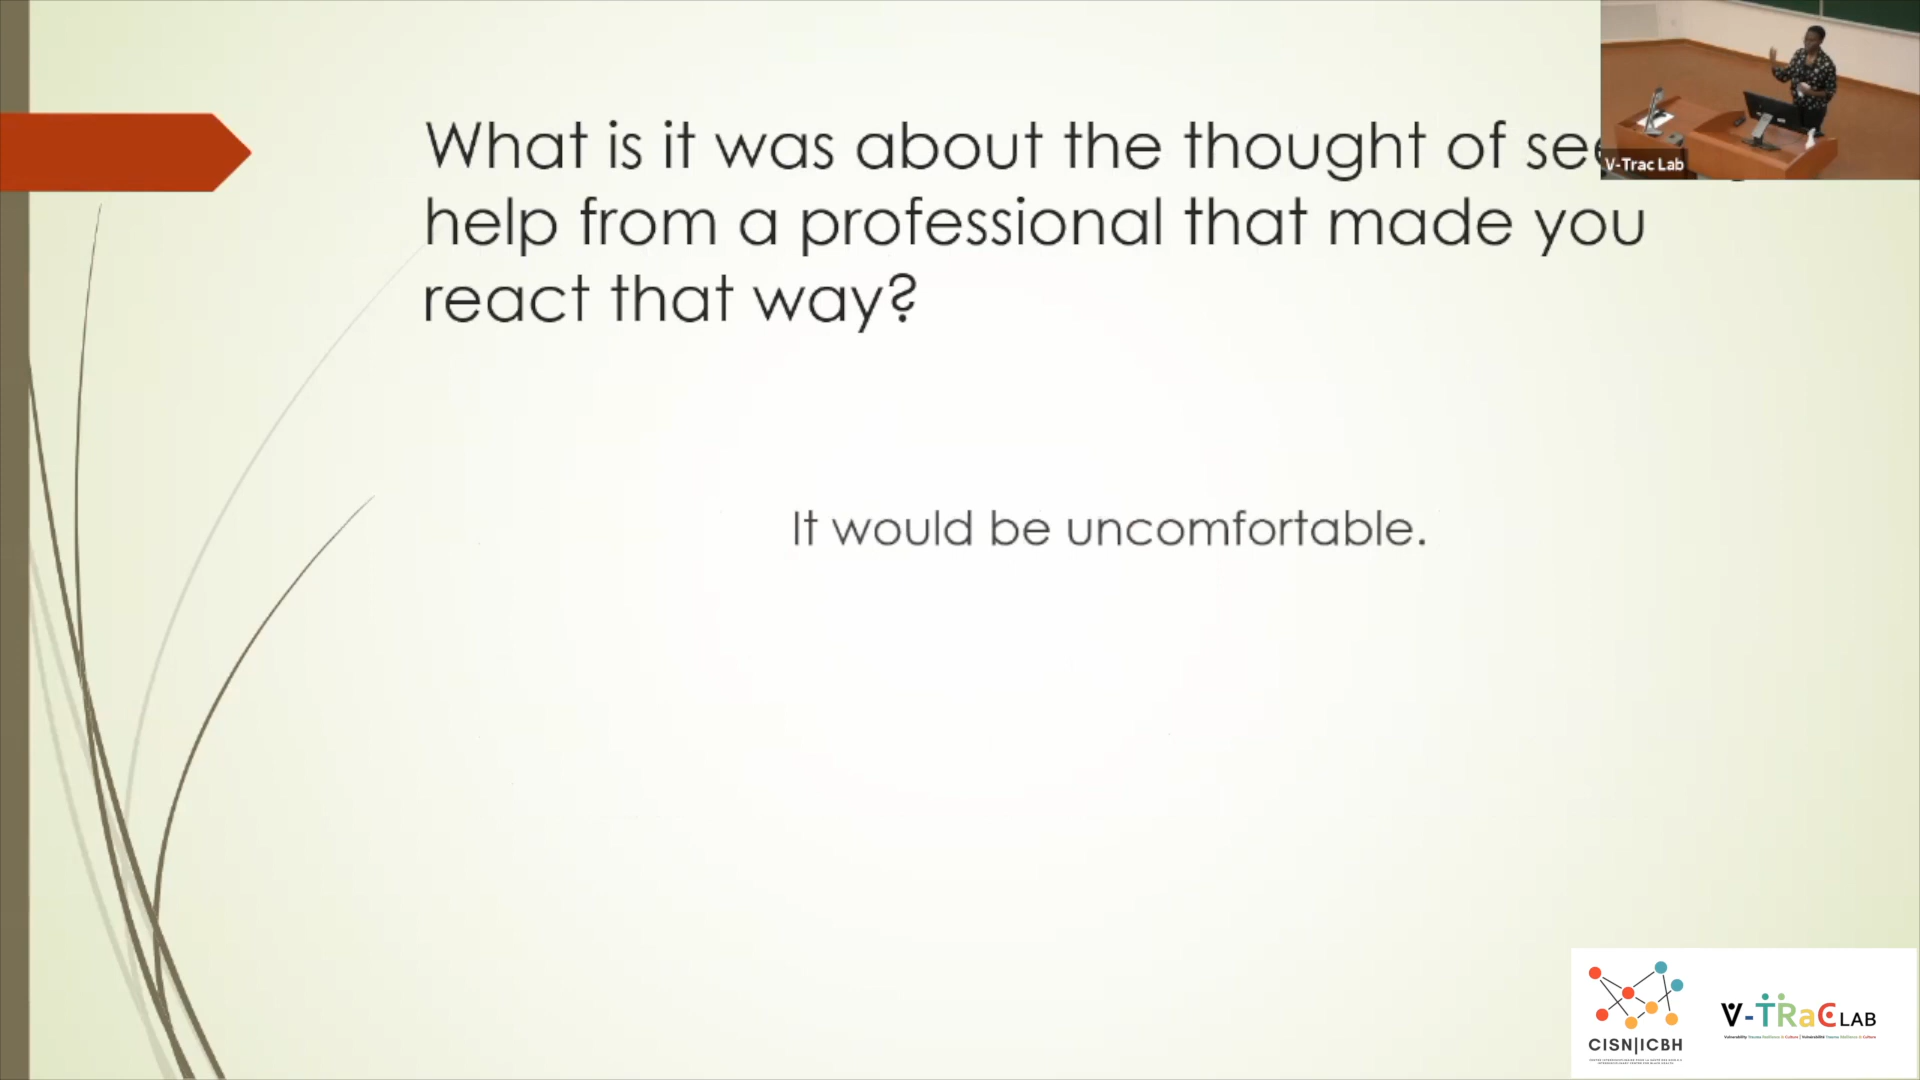 What is it was about the thought of
help from a professional that made you
react that way?
It would be uncomfortable.
V-Trac Lab
CISN|ICBH
V-TRaC LAB